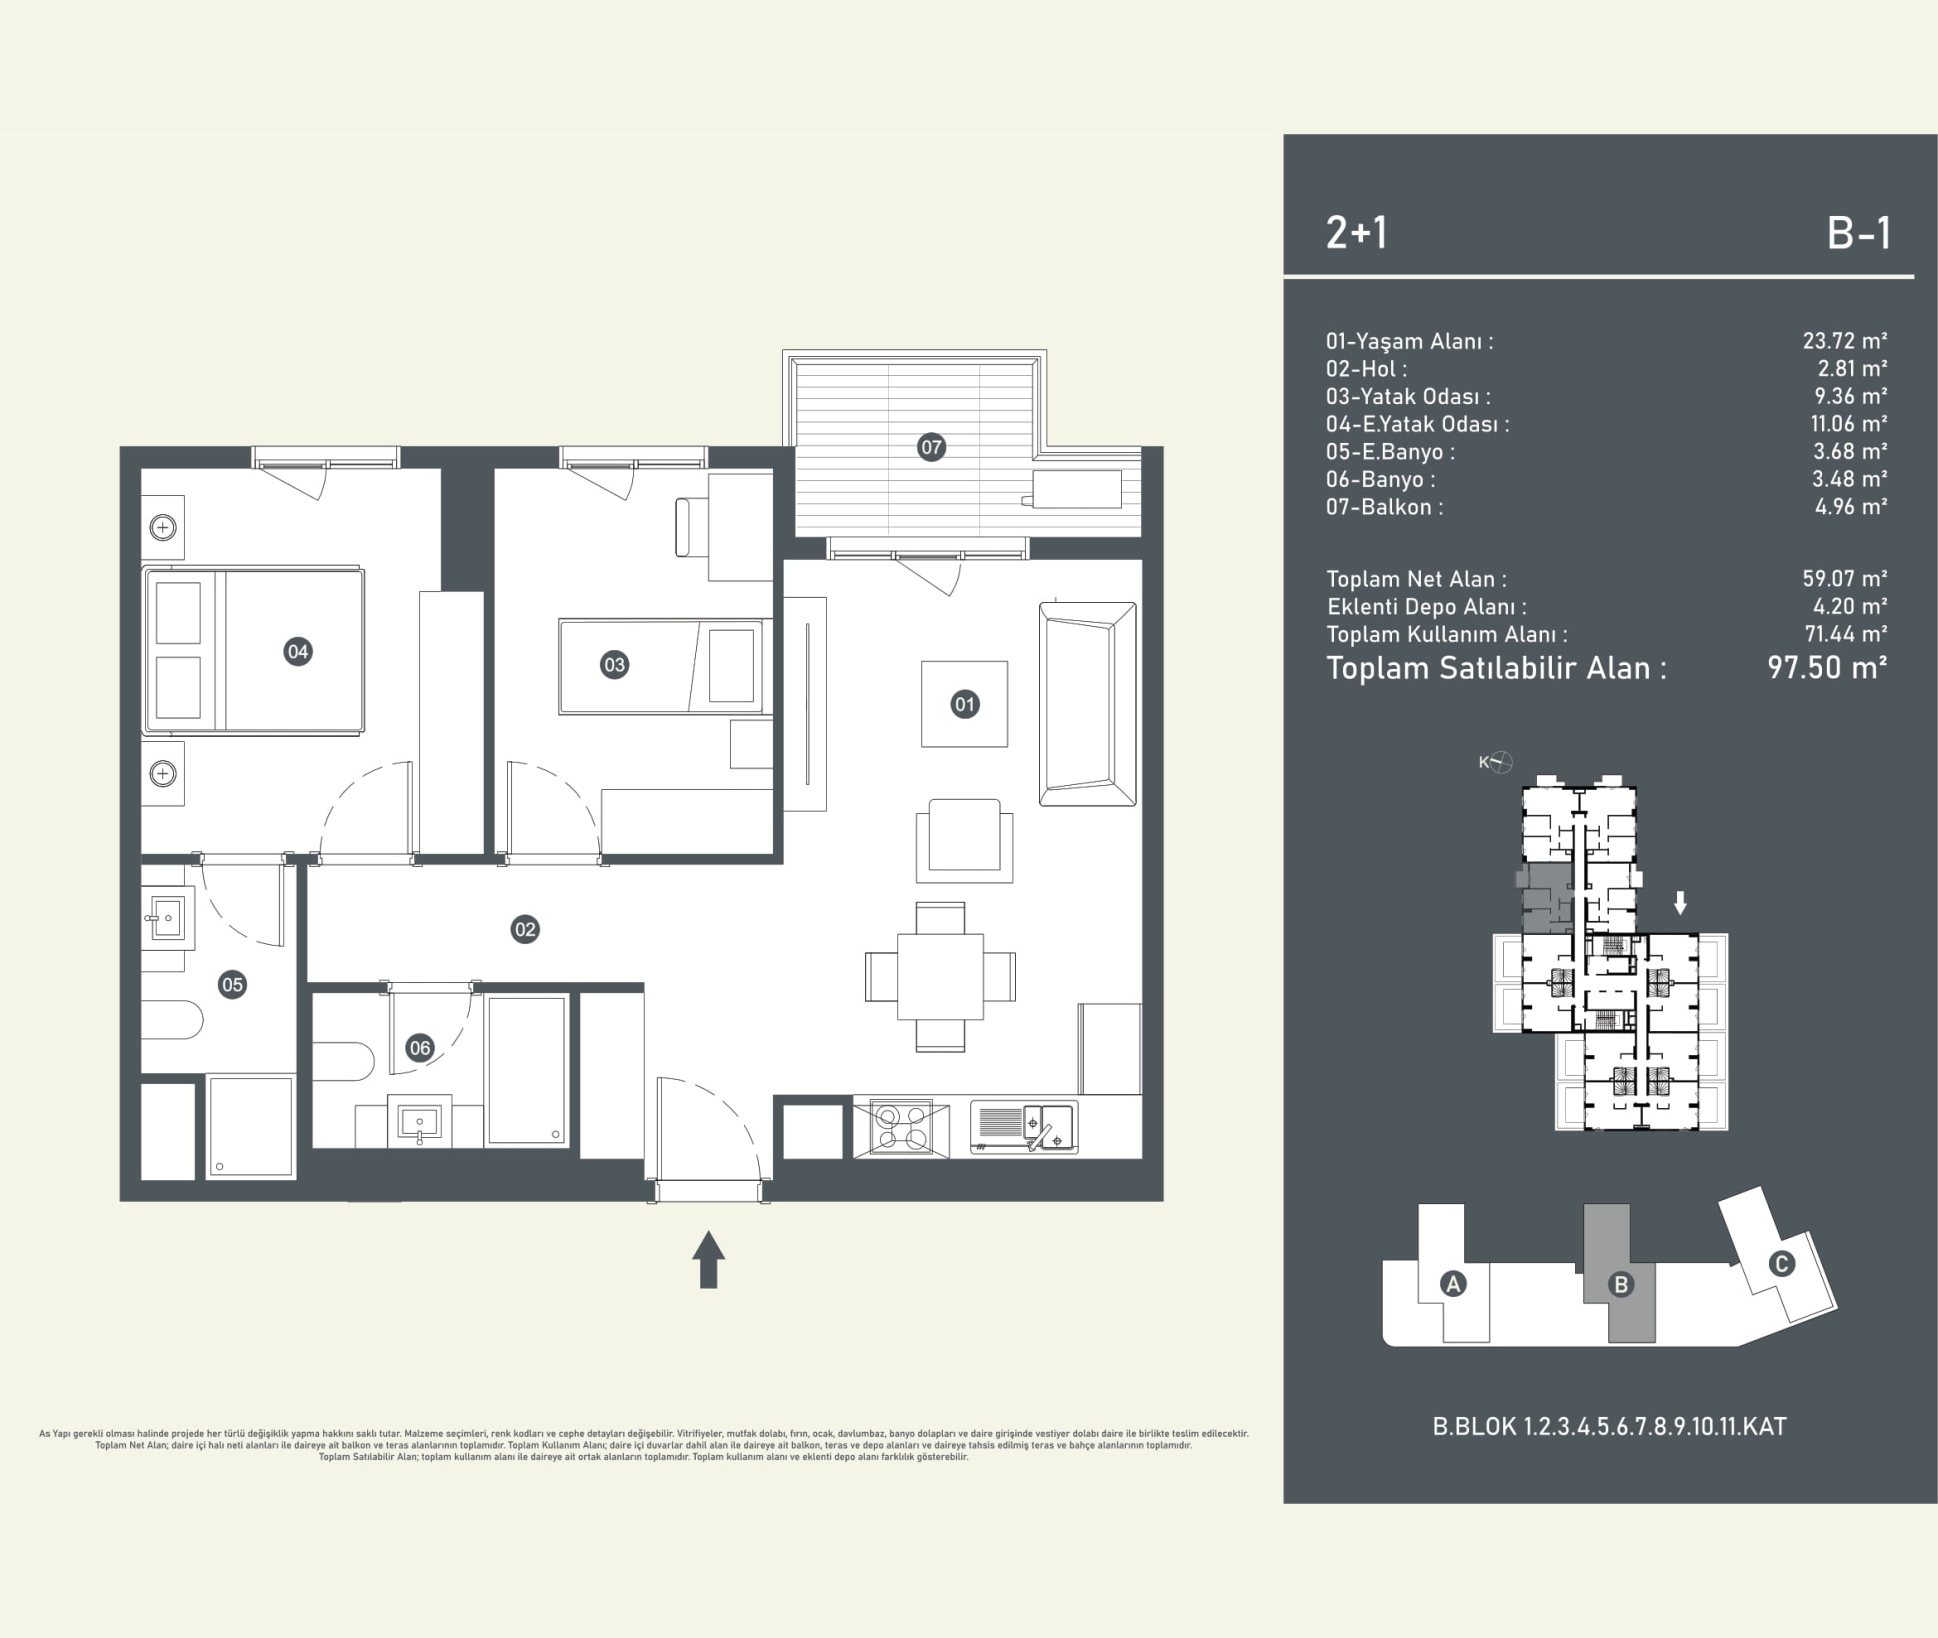 2+1 B-1
01-Yaşam Alanı : 23.72 m²
02-Hol : 2.81 m²
03-Yatak Odası : 9.36 m²
04-E.Yatak Odası : 11.06 m²
05-E.Banyo : 3.68 m²
06-Banyo : 3.48 m²
07-Balkon : 4.96 m²
Toplam Net Alan : 59.07 m²
Eklenti Depo Alanı : 4.20 m²
Toplam Kullanım Alanı : 71.44 m²
Toplam Satılabilir Alan : 97.50 m²
K
A
B
C
B.BLOK 1.2.3.4.5.6.7.8.9.10.11.KAT
07
04
03
01
02
05
06
As Yapı gerekli olması halinde projede her türlü değişiklik yapma hakkını saklı tutar. Malzeme seçimleri, renk kodları ve cephe detayları değişebilir. Vitrifiyeler, mutfak dolabı, fırın, ocak, davlumbaz, banyo dolapları ve daire girişinde vestiyer dolabı daire ile birlikte teslim edilecektir.
Toplam Net Alan; daire içi halı neti alanları ile daireye ait balkon ve teras alanlarının toplamıdır. Toplam Kullanım Alanı; daire içi duvarlar dahil alan ile daireye ait balkon, teras ve depo alanları ve daireye tahsis edilmiş teras ve bahçe alanlarının toplamıdır.
Toplam Satılabilir Alan; toplam kullanım alanı ile daireye ait ortak alanların toplamıdır. Toplam kullanım alanı ve eklenti depo alanı farklılık gösterebilir.